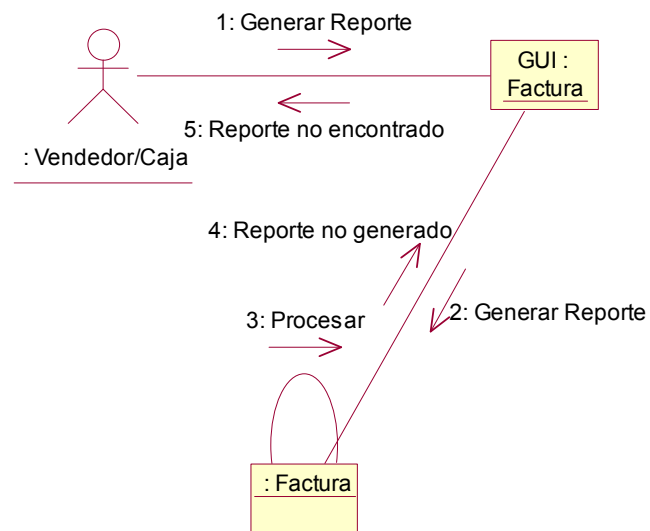 1: Generar Reporte
GUI :
Factura
5: Reporte no encontrado
: Vendedor/Caja
4: Reporte no generado
2: Generar Reporte
3: Procesar
: Factura